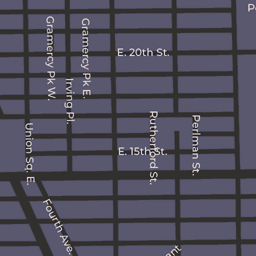 Gramercy Pk W.
Gramercy Pk E.
E. 20th St.
Irving Pl.
Union Sq. E.
Rutherford St.
Perlman St.
E. 15th St.
Fourth Ave.